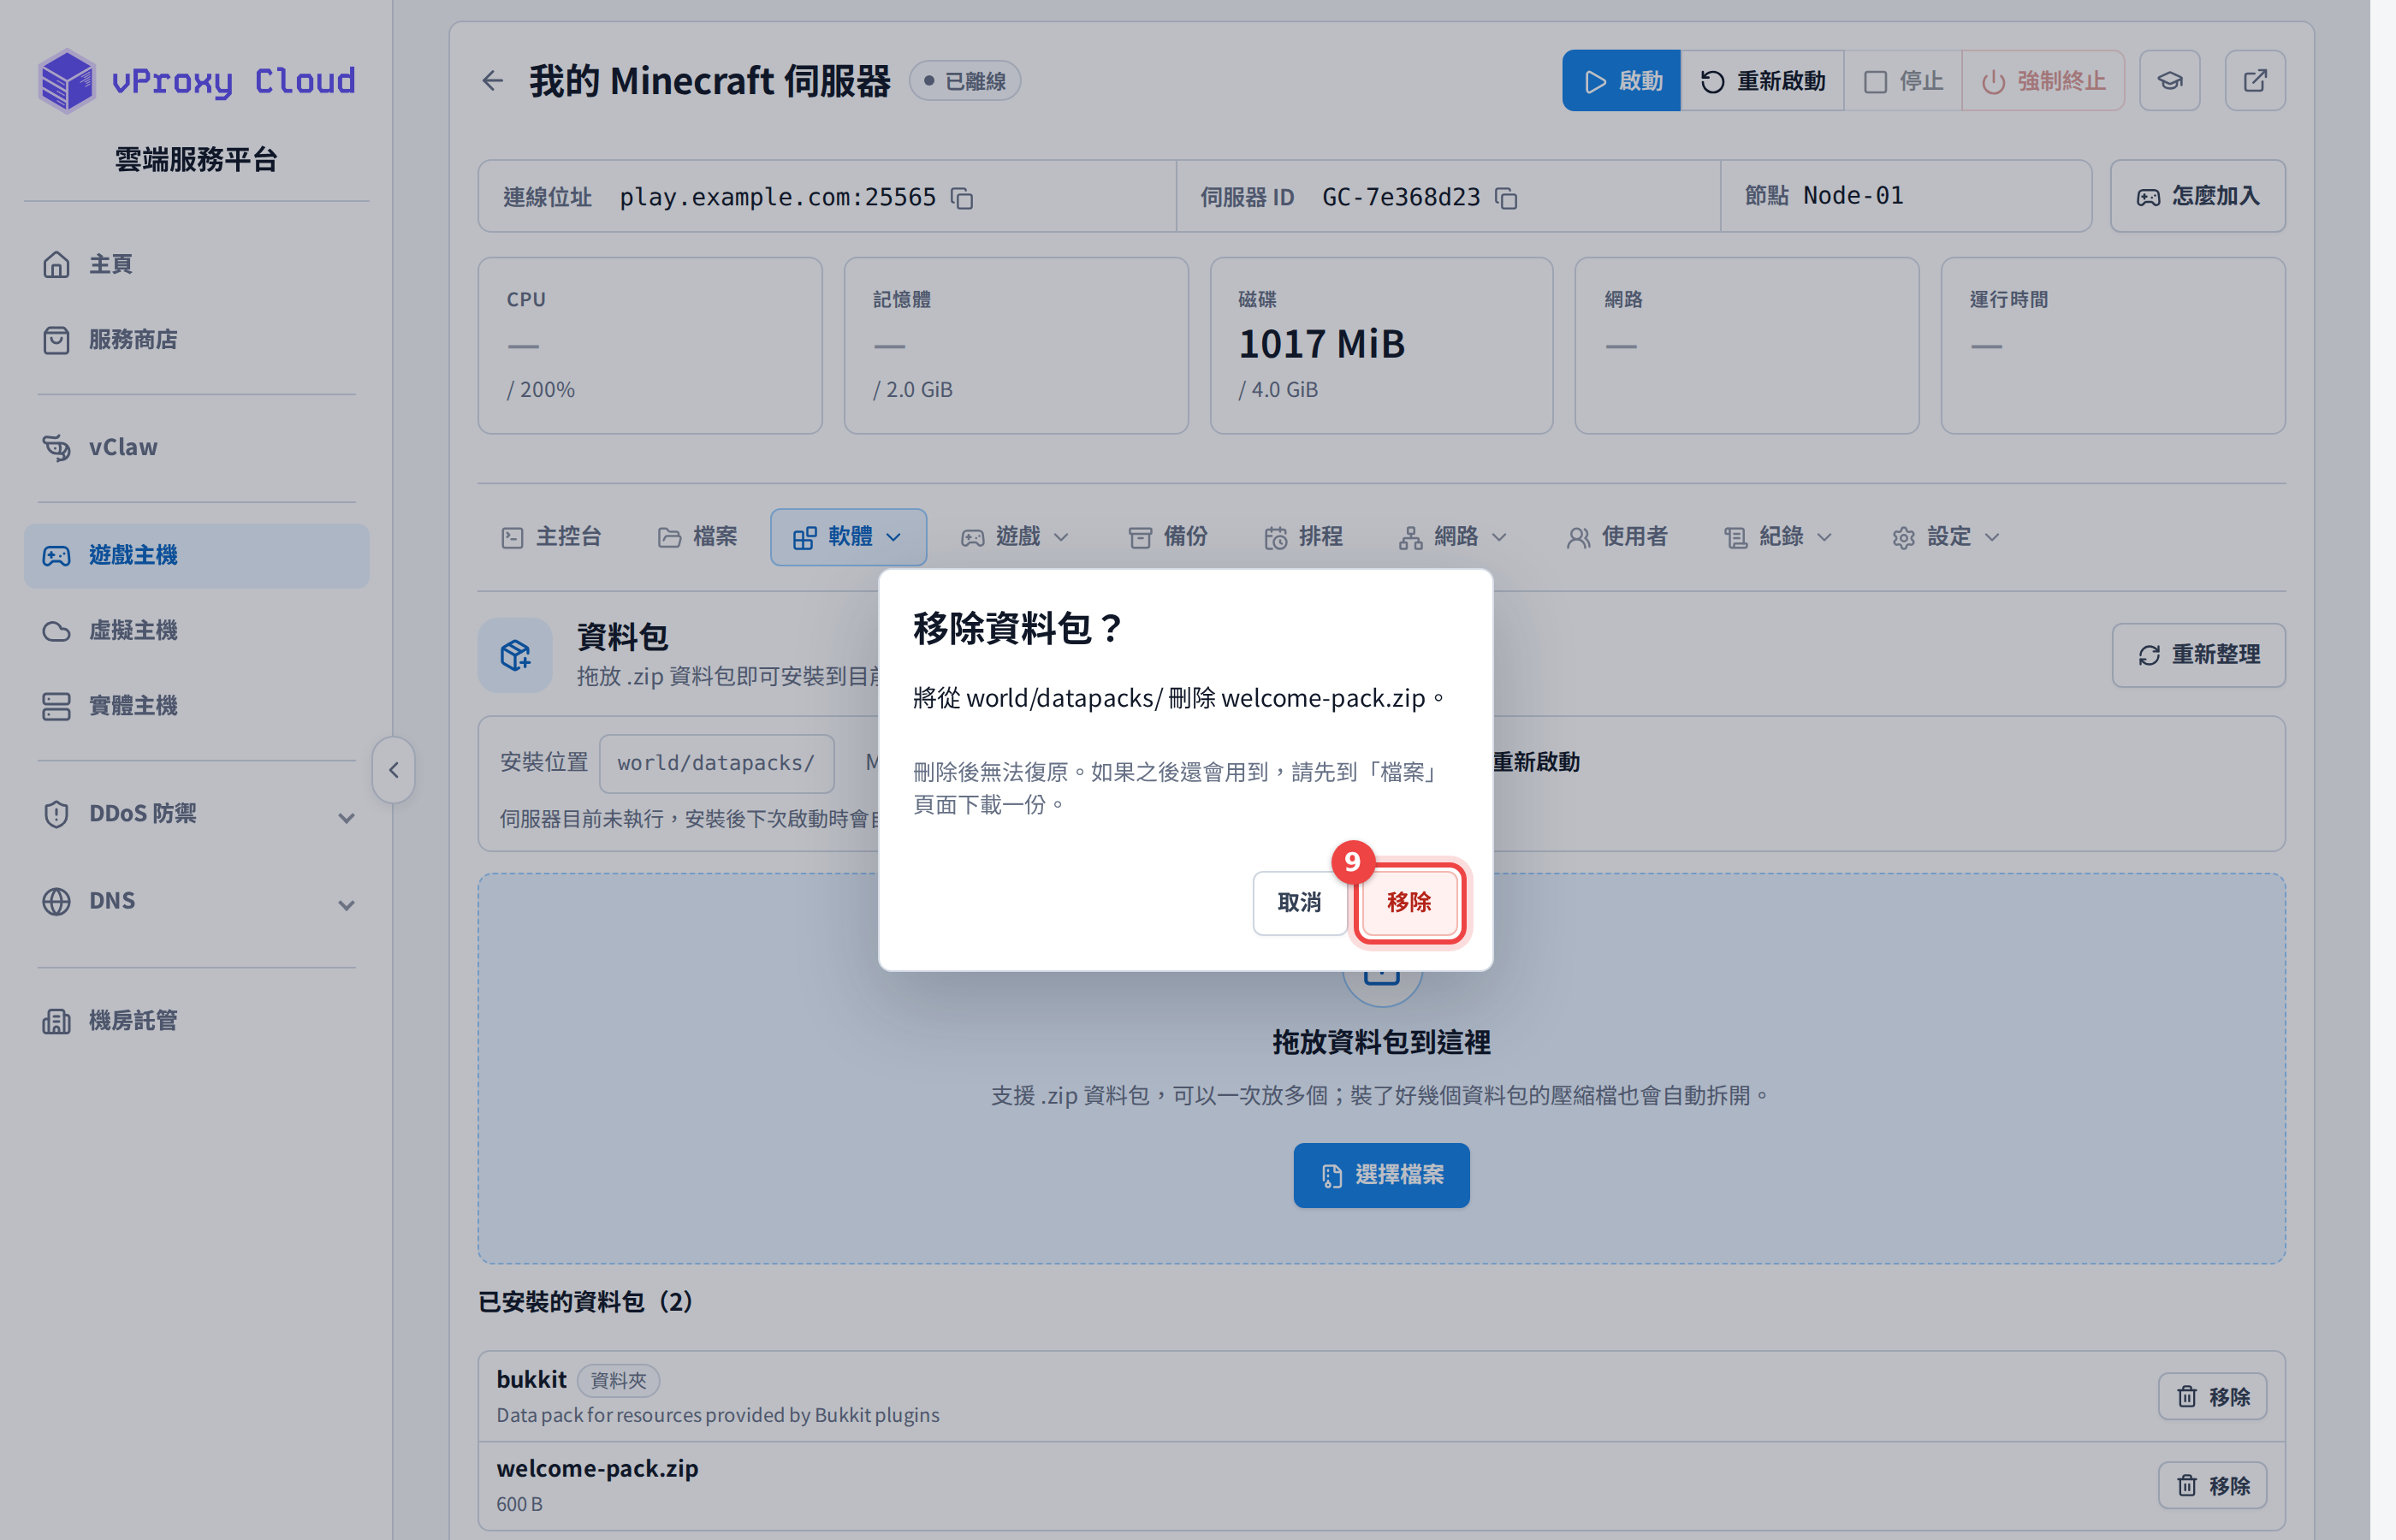 vProxy Cloud
雲端服務平台
主頁
服務商店
vClaw
遊戲主機
虛擬主機
實體主機
DDoS 防禦
DNS
機房託管
我的 Minecraft 伺服器
已離線
啟動
重新啟動
停止
強制終止
連線位址 play.example.com:25565
伺服器 ID GC-7e368d23
節點 Node-01
怎麼加入
CPU
—
/ 200%
記憶體
—
/ 2.0 GiB
磁碟
1017 MiB
/ 4.0 GiB
網路
—
運行時間
—
主控台
檔案
軟體
遊戲
備份
排程
網路
使用者
紀錄
設定
資料包
拖放 .zip 資料包即可安裝到目前
重新整理
安裝位置 world/datapacks/
重新啟動
伺服器目前未執行，安裝後下次啟動時會
移除資料包？
將從 world/datapacks/ 刪除 welcome-pack.zip。
刪除後無法復原。如果之後還會用到，請先到「檔案」
頁面下載一份。
9
取消
移除
拖放資料包到這裡
支援 .zip 資料包，可以一次放多個；裝了好幾個資料包的壓縮檔也會自動拆開。
選擇檔案
已安裝的資料包（2）
bukkit 資料夾
Data pack for resources provided by Bukkit plugins
移除
welcome-pack.zip
600 B
移除